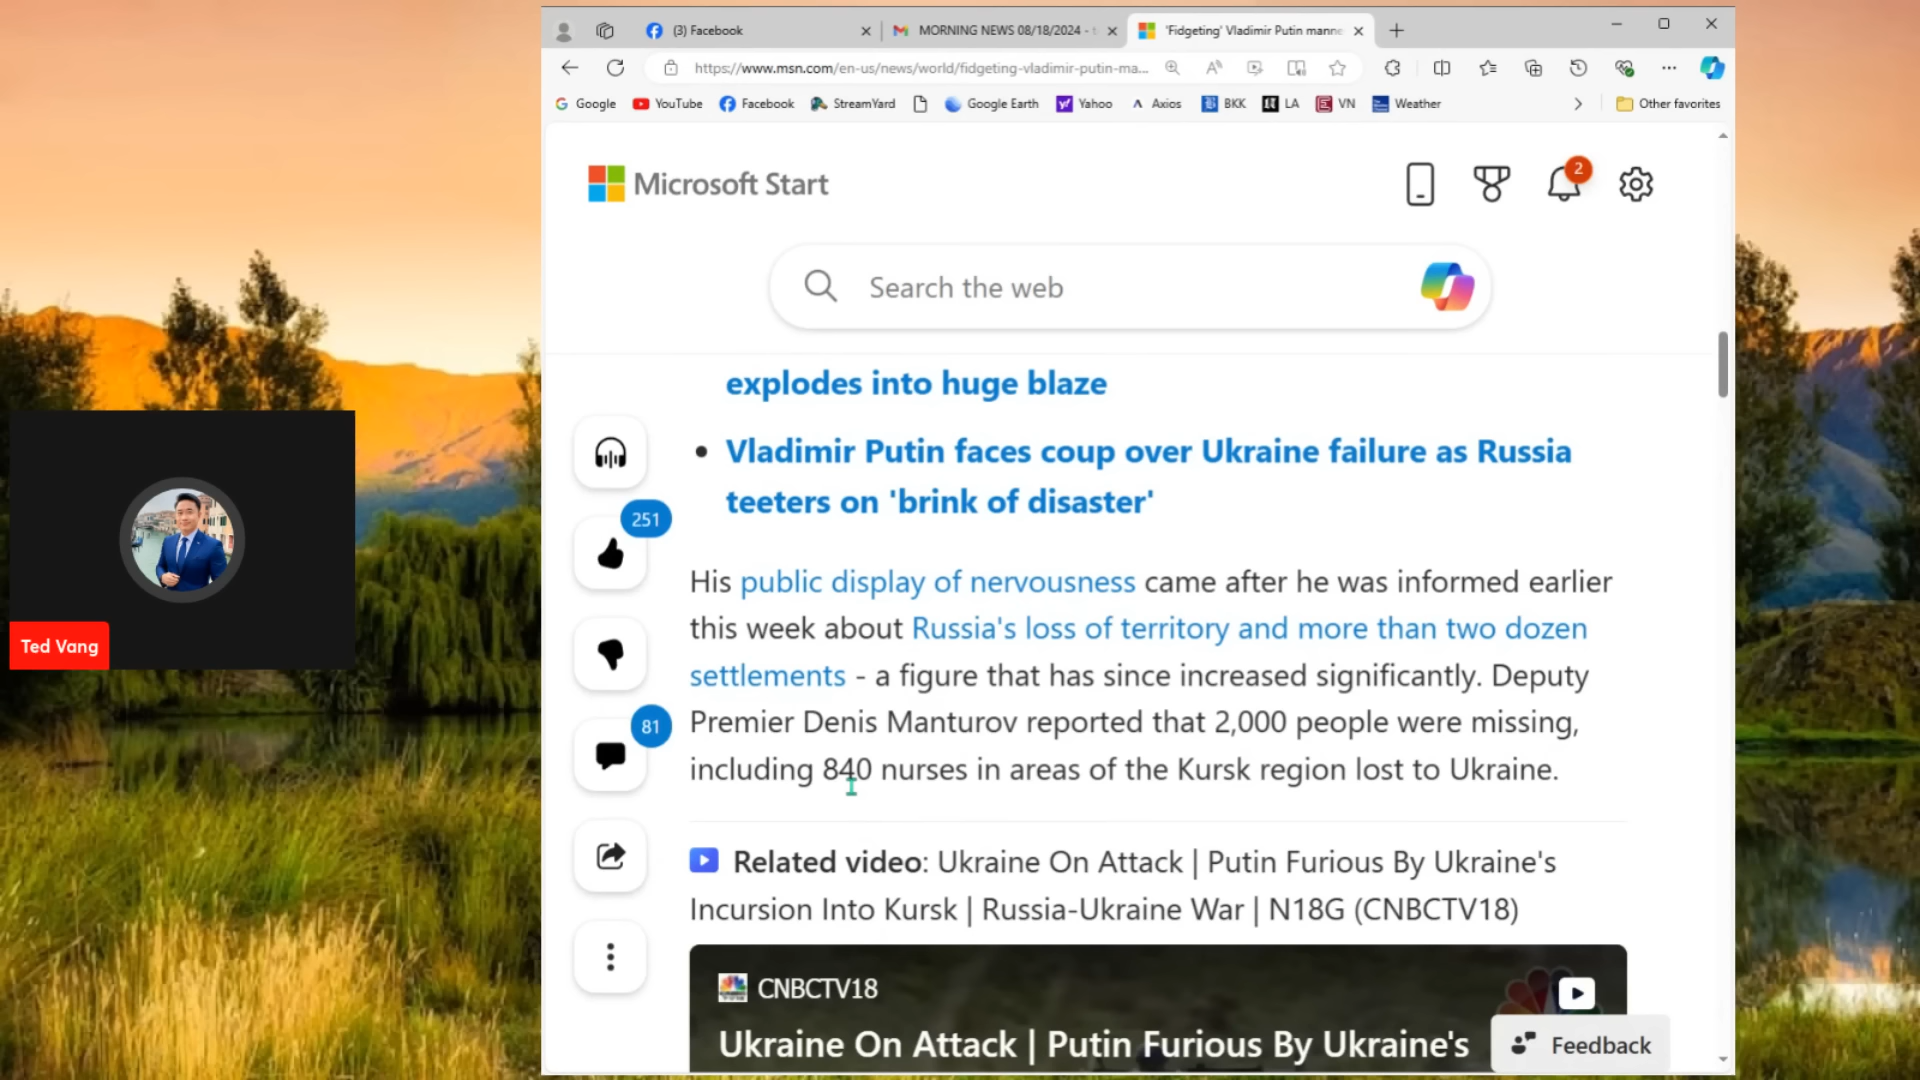 (3) Facebook
MORNING NEWS 08/18/2024 -
'Fidgeting' Vladimir Putin manne
https://www.msn.com/en-us/news/world/fidgeting-vladimir-putin-ma...
Google
YouTube
Facebook
StreamYard
Google Earth
Yahoo
Axios
BKK
LA
VN
Weather
Other favorites
Microsoft Start
2
Search the web
explodes into huge blaze
• Vladimir Putin faces coup over Ukraine failure as Russia
teeters on 'brink of disaster'
251
His public display of nervousness came after he was informed earlier
this week about Russia's loss of territory and more than two dozen
settlements - a figure that has since increased significantly. Deputy
Premier Denis Manturov reported that 2,000 people were missing,
including 840 nurses in areas of the Kursk region lost to Ukraine.
81
Related video: Ukraine On Attack | Putin Furious By Ukraine's
Incursion Into Kursk | Russia-Ukraine War | N18G (CNBCTV18)
CNBCTV18
Ukraine On Attack | Putin Furious By Ukraine's
Feedback
Ted Vang